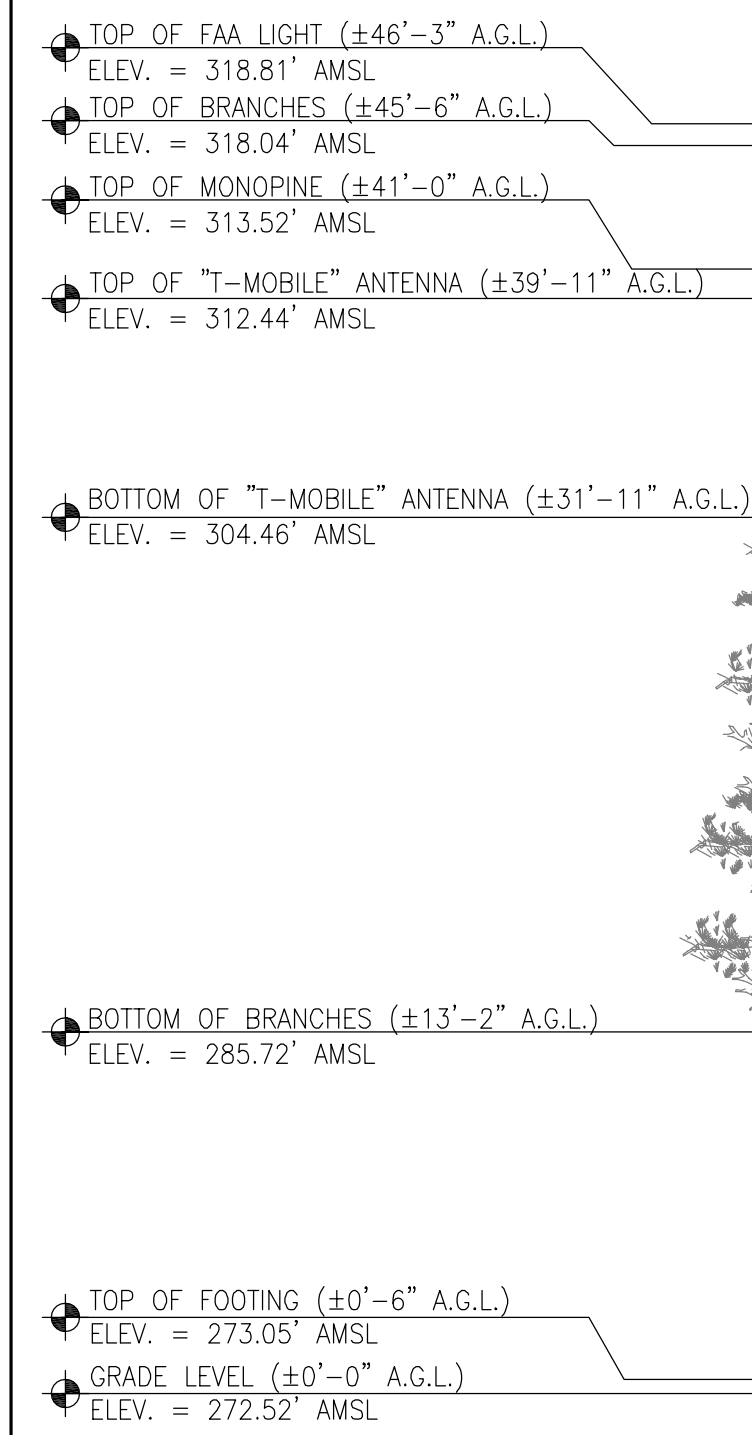 TOP OF FAA LIGHT (±46'-3" A.G.L.)
ELEV. = 318.81' AMSL
TOP OF BRANCHES (±45'-6" A.G.L.)
ELEV. = 318.04' AMSL
TOP OF MONOPINE (±41'-0" A.G.L.)
ELEV. = 313.52' AMSL
TOP OF "T-MOBILE" ANTENNA (±39'-11" A.G.L.)
ELEV. = 312.44' AMSL
BOTTOM OF "T-MOBILE" ANTENNA (±31'-11" A.G.L.)
ELEV. = 304.46' AMSL
BOTTOM OF BRANCHES (±13'-2" A.G.L.)
ELEV. = 285.72' AMSL
TOP OF FOOTING (±0'-6" A.G.L.)
ELEV. = 273.05' AMSL
GRADE LEVEL (±0'-0" A.G.L.)
ELEV. = 272.52' AMSL